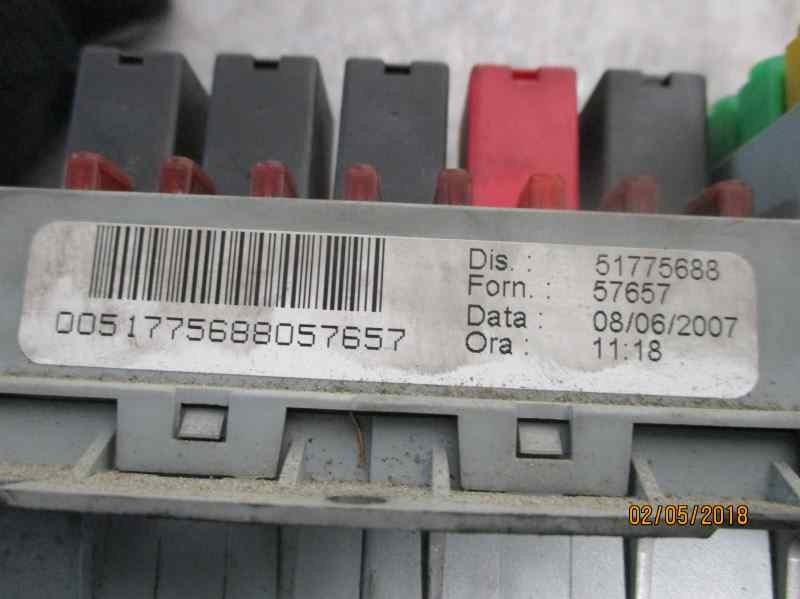 Dis. : 51775688
Forn. : 57657
Data : 08/06/2007
Ora : 11:18
0051775688057657
02/05/2018